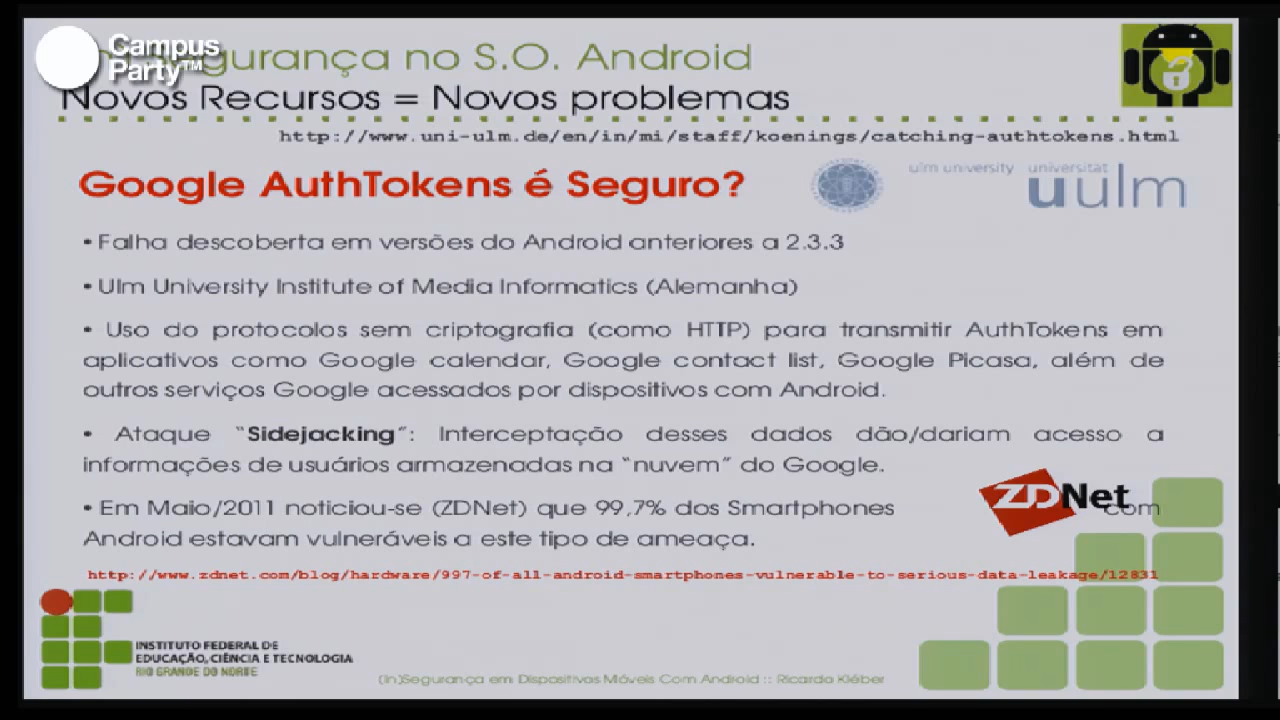 Campus
Party™
Segurança no S.O. Android
Novos Recursos = Novos problemas
http://www.uni-ulm.de/en/in/mi/staff/koenings/catching-authtokens.html
Google AuthTokens é Seguro?
ulm university universität
uulm
• Falha descoberta em versões do Android anteriores a 2.3.3
• Ulm University Institute of Media Informatics (Alemanha)
• Uso do protocolos sem criptografia (como HTTP) para transmitir AuthTokens em
aplicativos como Google calendar, Google contact list, Google Picasa, além de
outros serviços Google acessados por dispositivos com Android.
• Ataque "Sidejacking": Interceptação desses dados dão/dariam acesso a
informações de usuários armazenadas na "nuvem" do Google.
ZDNet
com
• Em Maio/2011 noticiou-se (ZDNet) que 99,7% dos Smartphones
Android estavam vulneráveis a este tipo de ameaça.
http://www.zdnet.com/blog/hardware/997-of-all-android-smartphones-vulnerable-to-serious-data-leakage/12831
INSTITUTO FEDERAL DE
EDUCAÇÃO, CIÊNCIA E TECNOLOGIA
RIO GRANDE DO NORTE
(In)Segurança em Dispositivos Móveis Com Android :: Ricardo Kléber